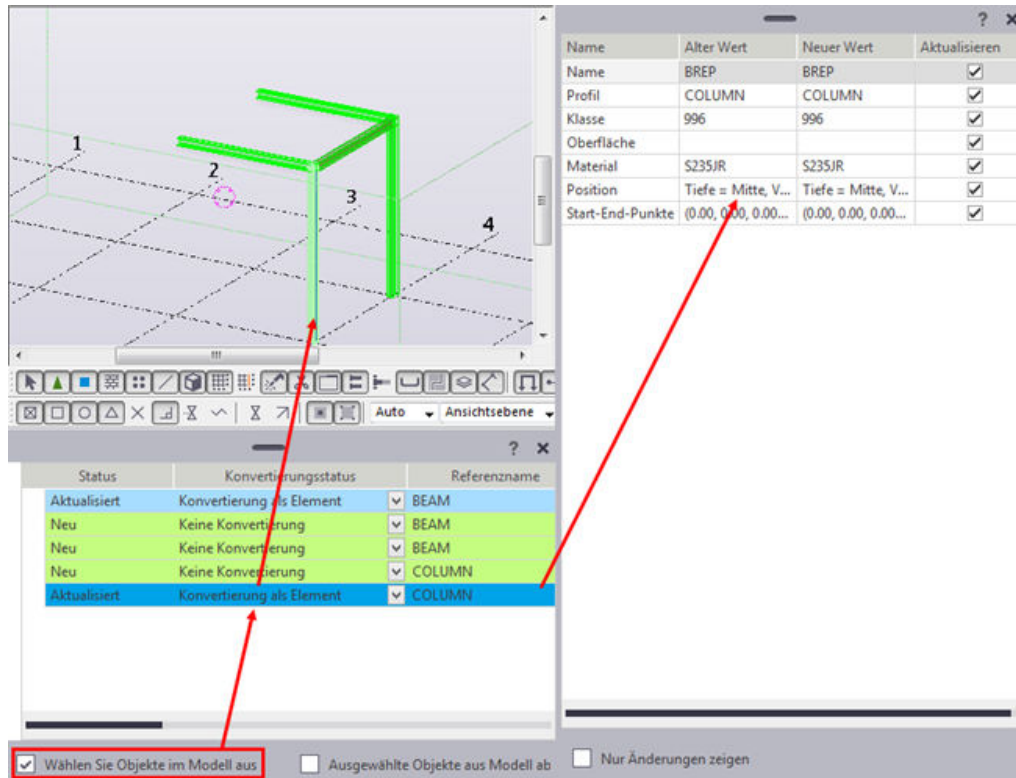 1
2
3
4
Auto
Ansichtsebene
?
Status Konvertierungsstatus Referenzname
Aktualisiert Konvertierung als Element BEAM
Neu Keine Konvertierung BEAM
Neu Keine Konvertierung BEAM
Neu Keine Konvertierung COLUMN
Aktualisiert Konvertierung als Element COLUMN
Wählen Sie Objekte im Modell aus
Ausgewählte Objekte aus Modell ab
?
Name Alter Wert Neuer Wert Aktualisieren
Name BREP BREP
Profil COLUMN COLUMN
Klasse 996 996
Oberfläche
Material S235JR S235JR
Position Tiefe = Mitte, V... Tiefe = Mitte, V...
Start-End-Punkte (0.00, 0.00, 0.00... (0.00, 0.00, 0.00...
Nur Änderungen zeigen